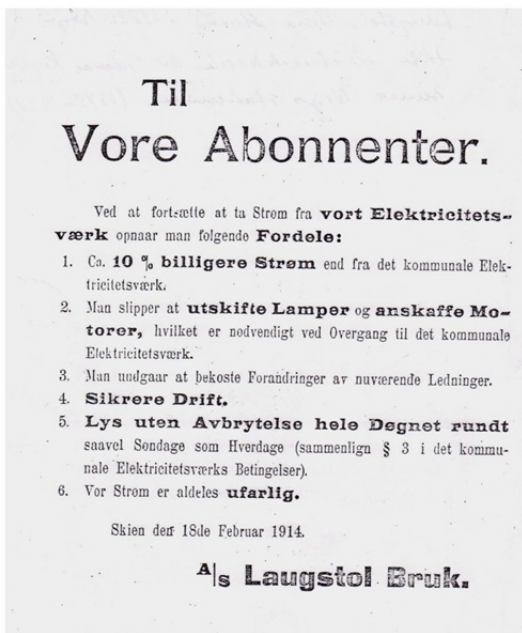 Til
Vore Abonnenter.
Ved at fortsætte at ta Strøm fra vort Elektricitets-
værk opnaar man følgende Fordele:
1. Ca. 10 % billigere Strøm end fra det kommunale Elek-
tricitetsværk.
2. Man slipper at utskifte Lamper og anskaffe Mo-
torer, hvilket er nødvendigt ved Overgang til det kommunale
Elektricitetsværk.
3. Man undgaar at bekoste Forandringer av nuværende Ledninger.
4. Sikrere Drift.
5. Lys uten Avbrytelse hele Døgnet rundt
saavel Søndage som Hverdage (sammenlign § 3 i det kommu-
nale Elektricitetsværks Betingelser).
6. Vor Strøm er aldeles ufarlig.
Skien den 18de Februar 1914.
A/s Laugstol Bruk.